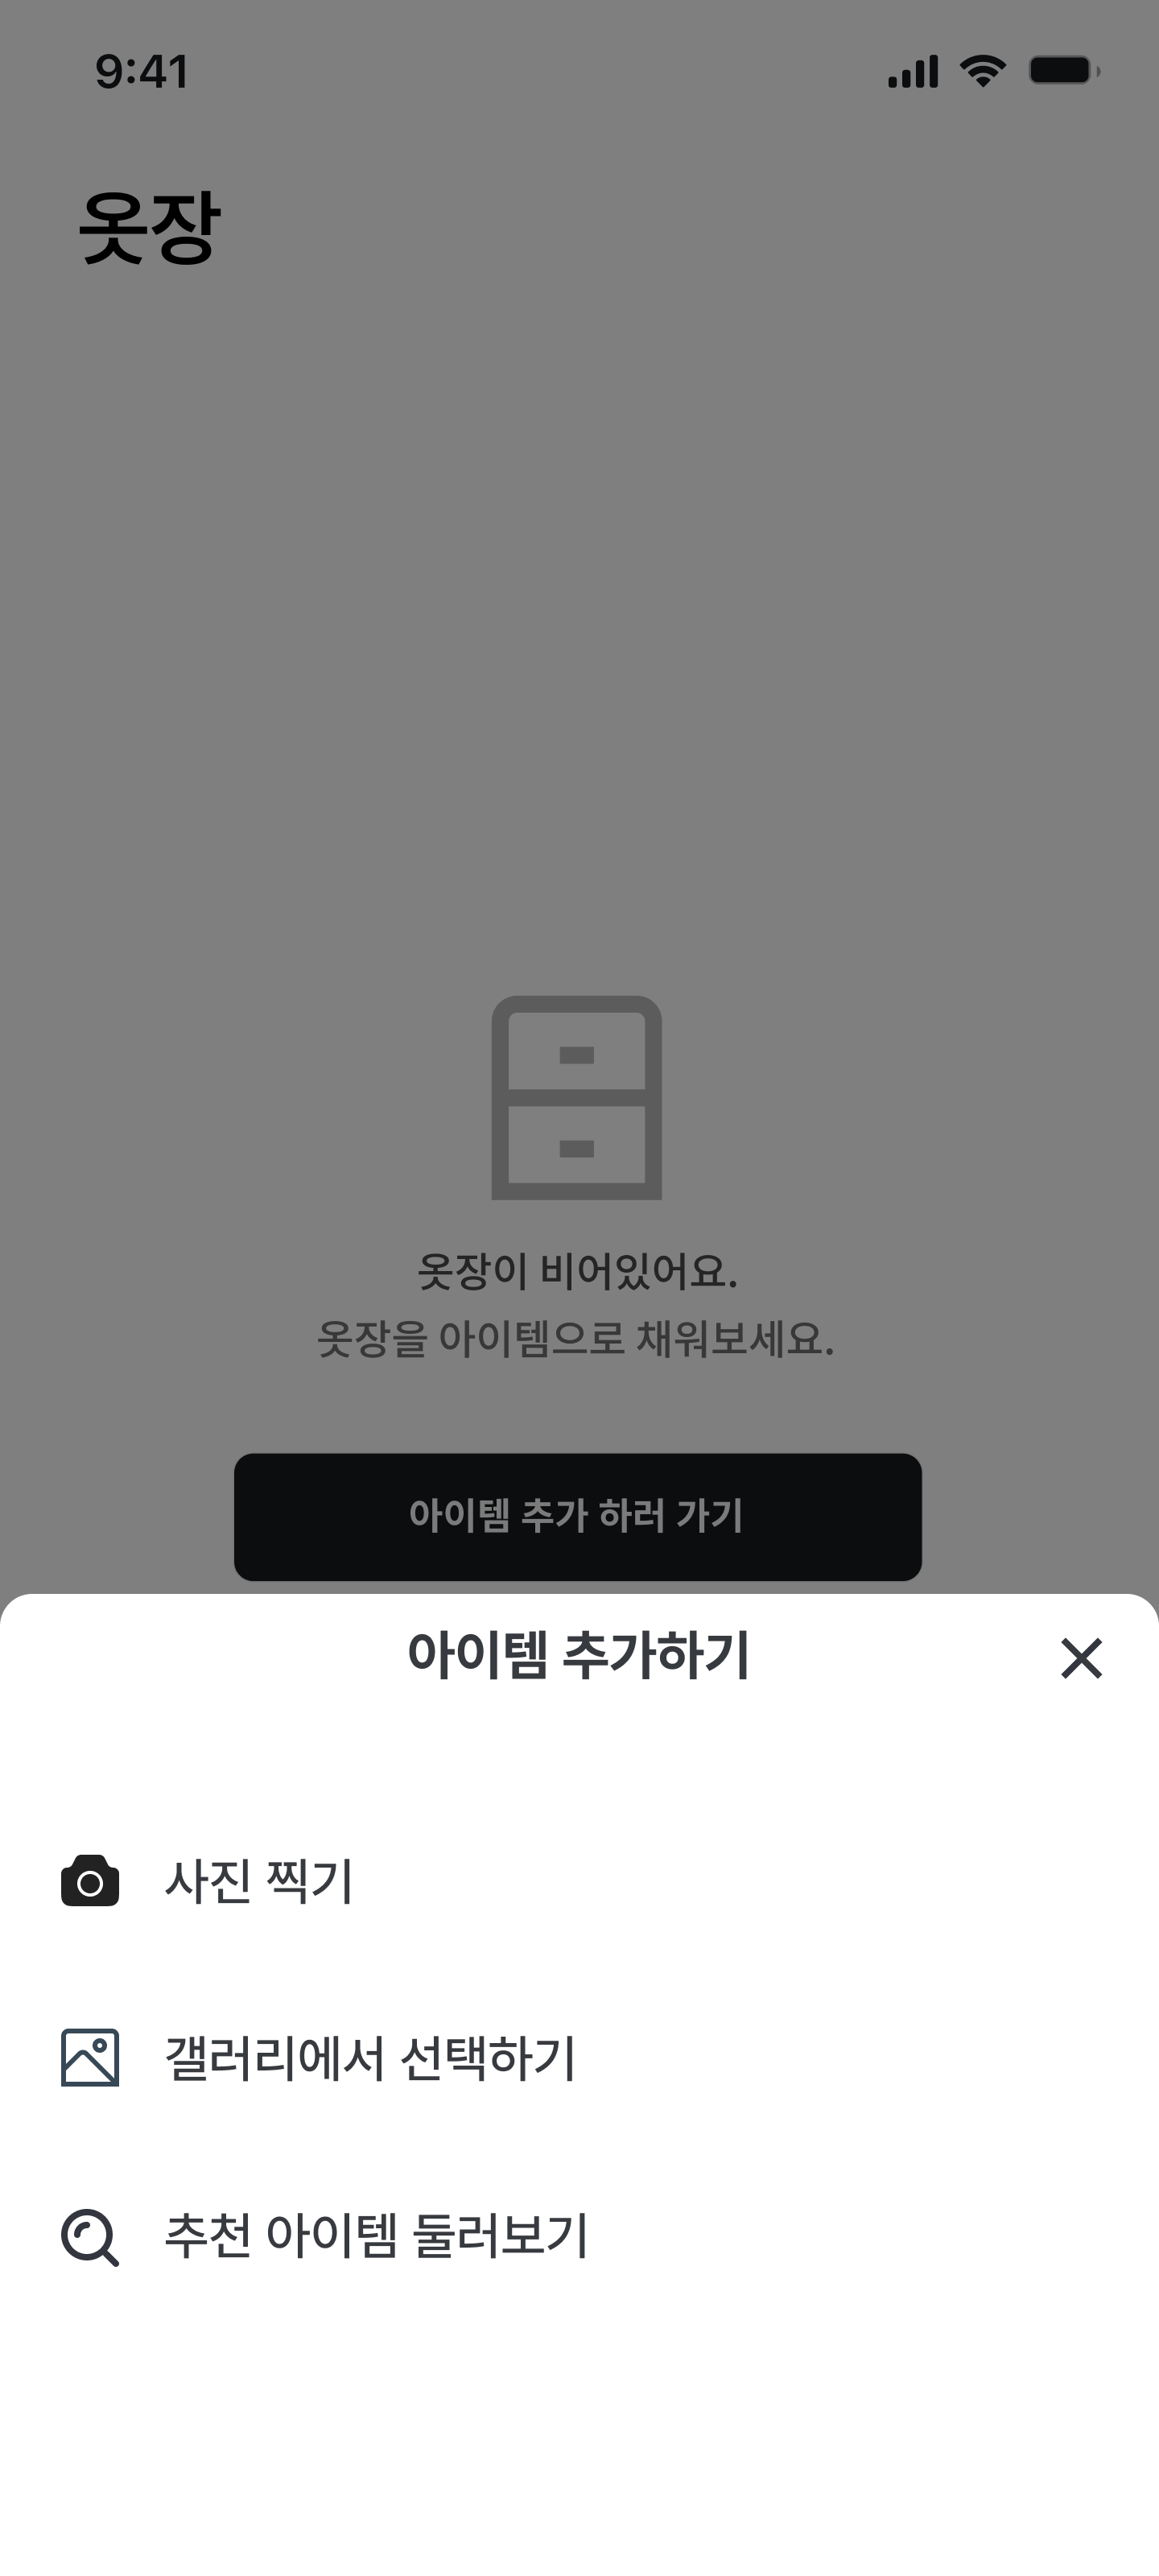 9:41
옷장
옷장이 비어있어요.
옷장을 아이템으로 채워보세요.
아이템 추가 하러 가기
아이템 추가하기
사진 찍기
갤러리에서 선택하기
추천 아이템 둘러보기